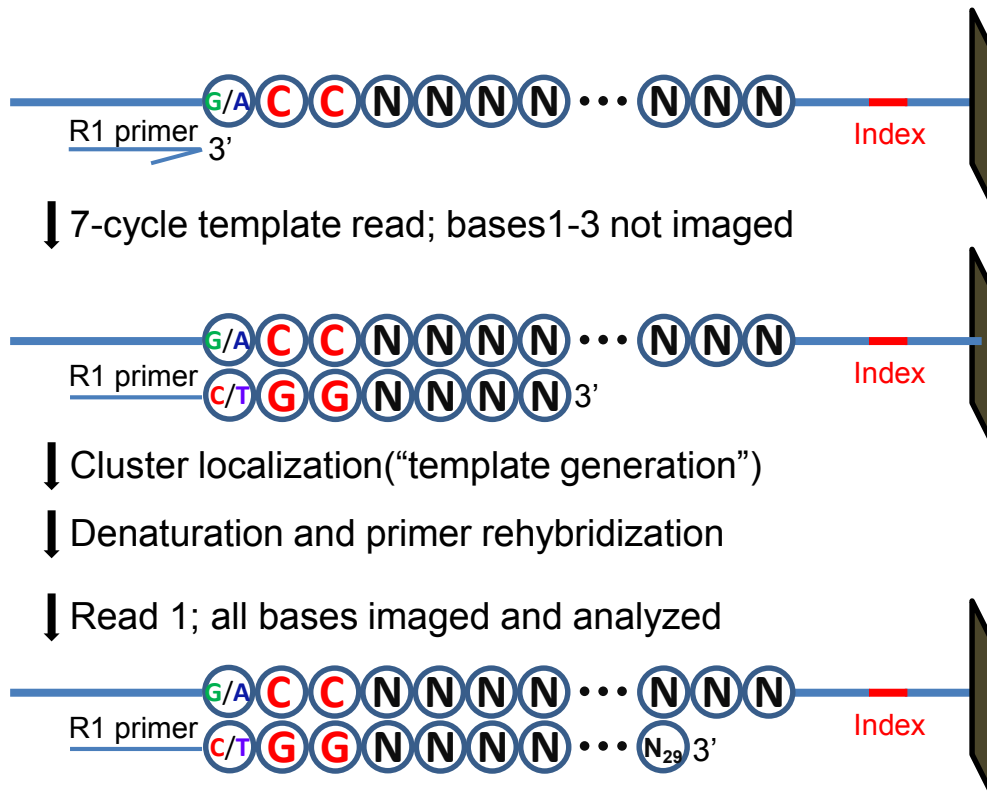 G/A C C N N N N ••• N N N
R1 primer 3’ Index
7-cycle template read; bases1-3 not imaged
G/A C C N N N N ••• N N N
R1 primer C/T G G N N N N 3’ Index
Cluster localization(“template generation”)
Denaturation and primer rehybridization
Read 1; all bases imaged and analyzed
G/A C C N N N N ••• N N N
R1 primer C/T G G N N N N ••• N29 3’ Index